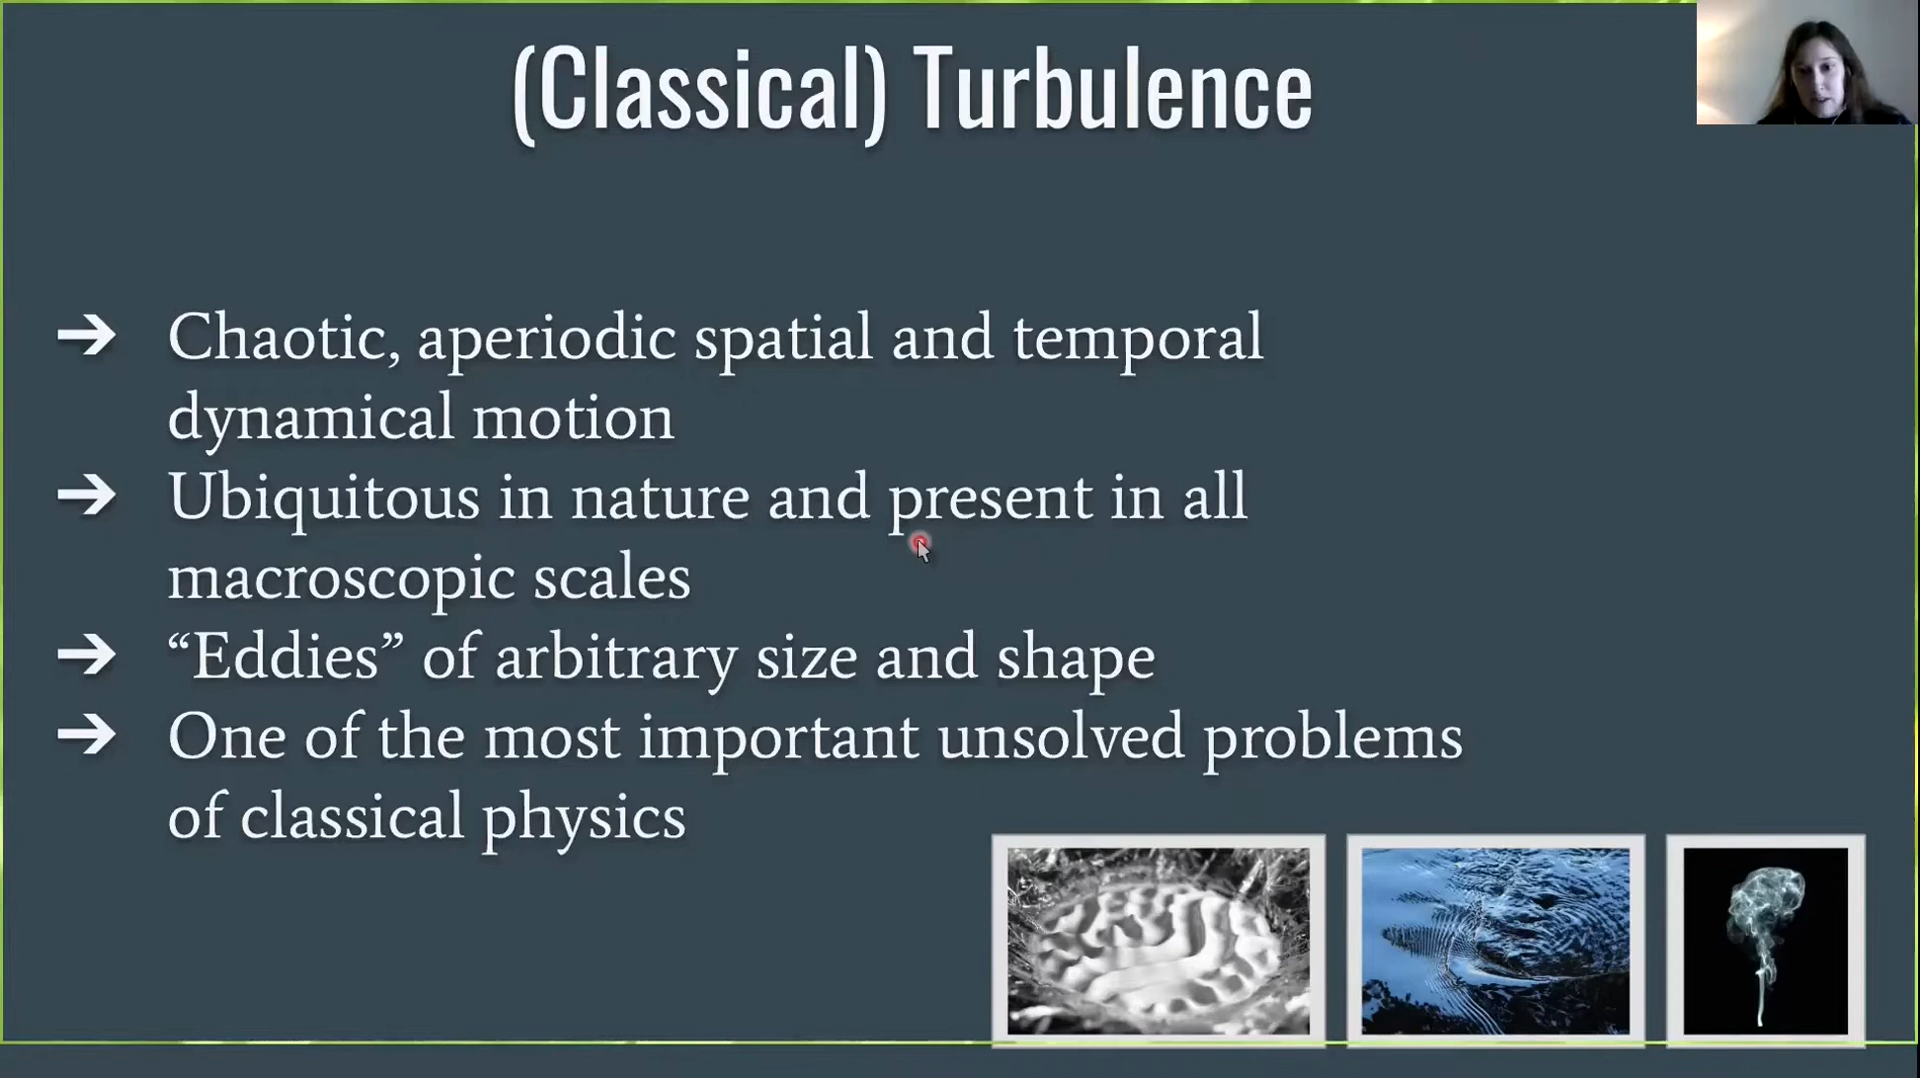 (Classical) Turbulence
➔ Chaotic, aperiodic spatial and temporal
dynamical motion
➔ Ubiquitous in nature and present in all
macroscopic scales
➔ “Eddies” of arbitrary size and shape
➔ One of the most important unsolved problems
of classical physics